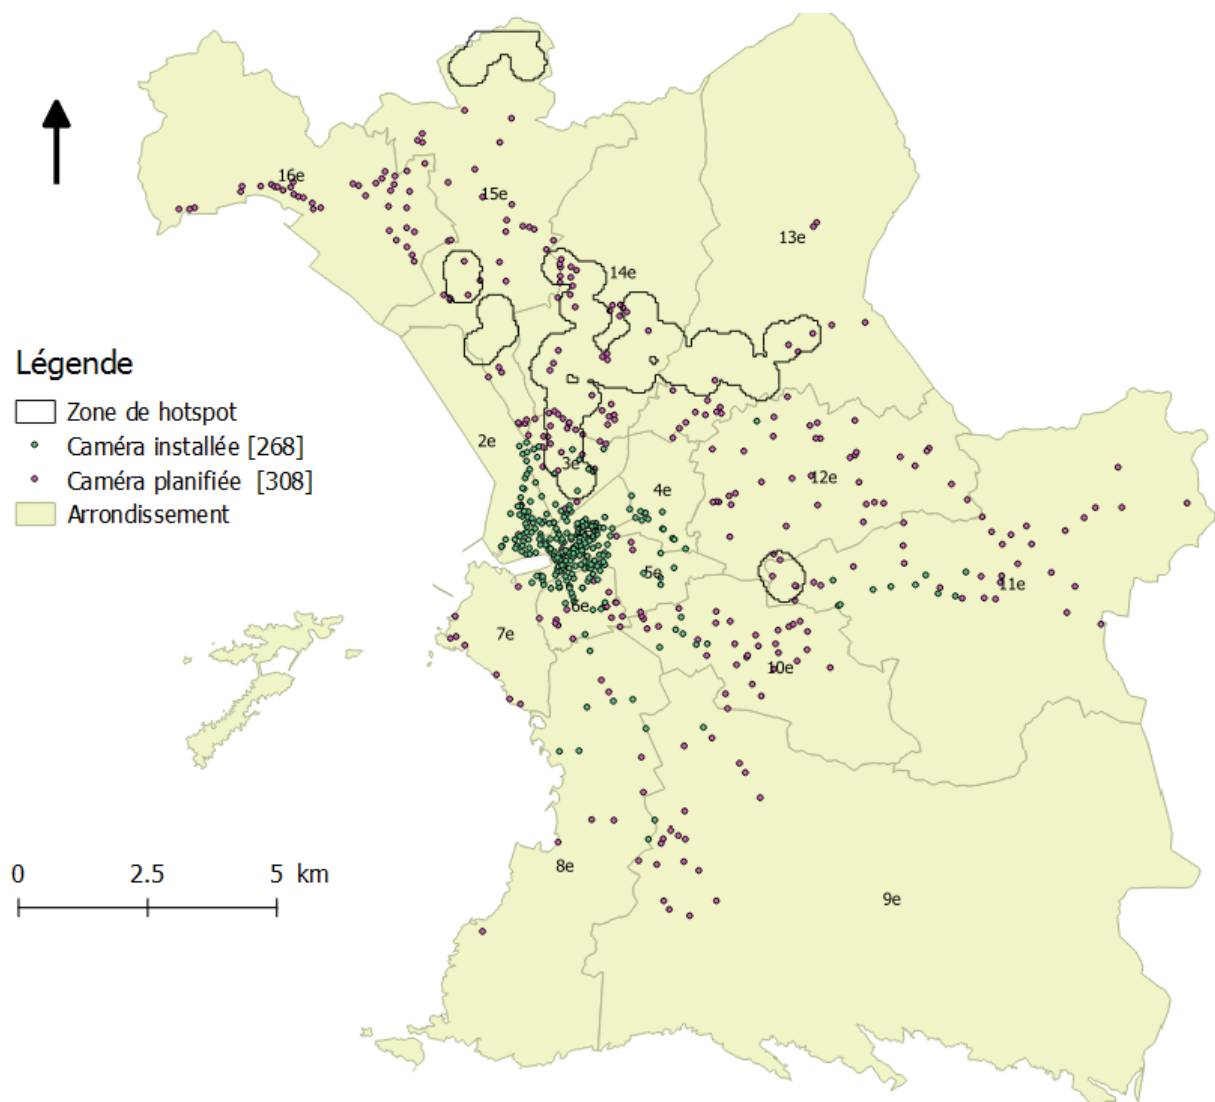 16e
15e
13e
14e
Légende
Zone de hotspot
2e
Caméra installée [268]
3e
Caméra planifiée [308]
12e
4e
Arrondissement
5e
11e
6e
7e
10e
8e
0 2.5 5 km
9e